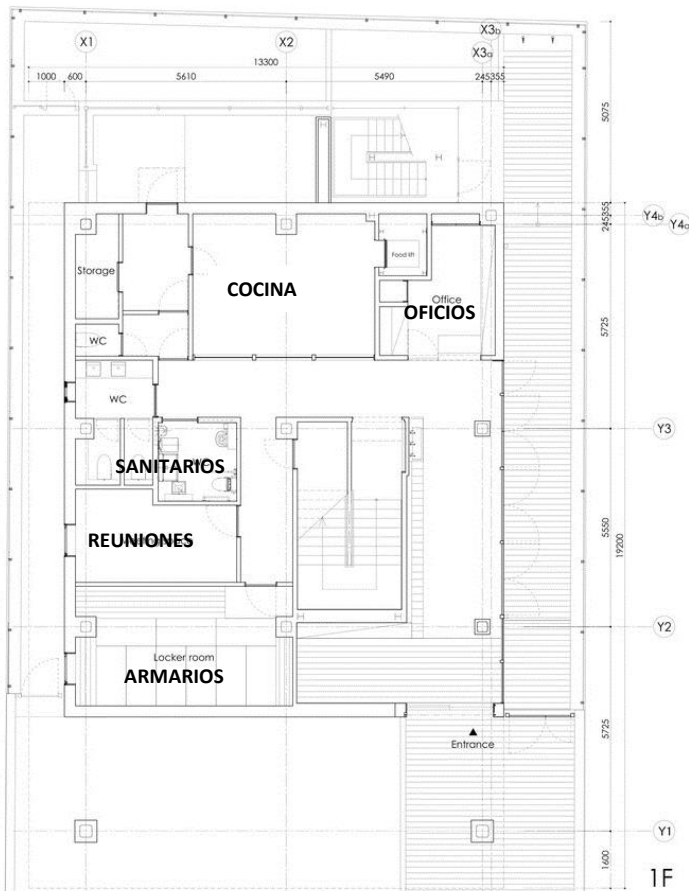 X1
X2
X3b
X3a
13300
1000
600
5610
5490
245
355
5075
245
355
Y4b
Y4a
Storage
COCINA
Food lift
Office
OFICIOS
5725
WC
WC
Y3
SANITARIOS
REUNIONES
5550
19200
Y2
Locker room
ARMARIOS
5725
Entrance
Y1
1600
1F